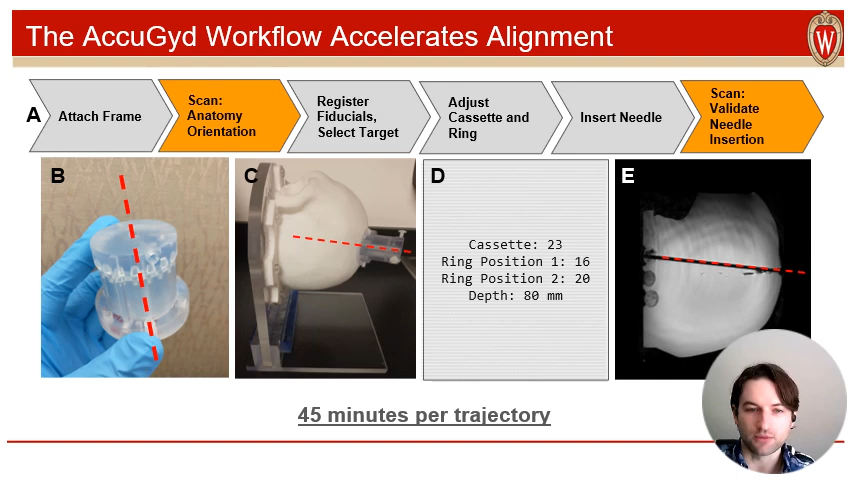 The AccuGyd Workflow Accelerates Alignment
W
A
Attach Frame
Scan:
Anatomy
Orientation
Register
Fiducials,
Select Target
Adjust
Cassette and
Ring
Insert Needle
Scan:
Validate
Needle
Insertion
B
C
D
E
Cassette: 23
Ring Position 1: 16
Ring Position 2: 20
Depth: 80 mm
45 minutes per trajectory